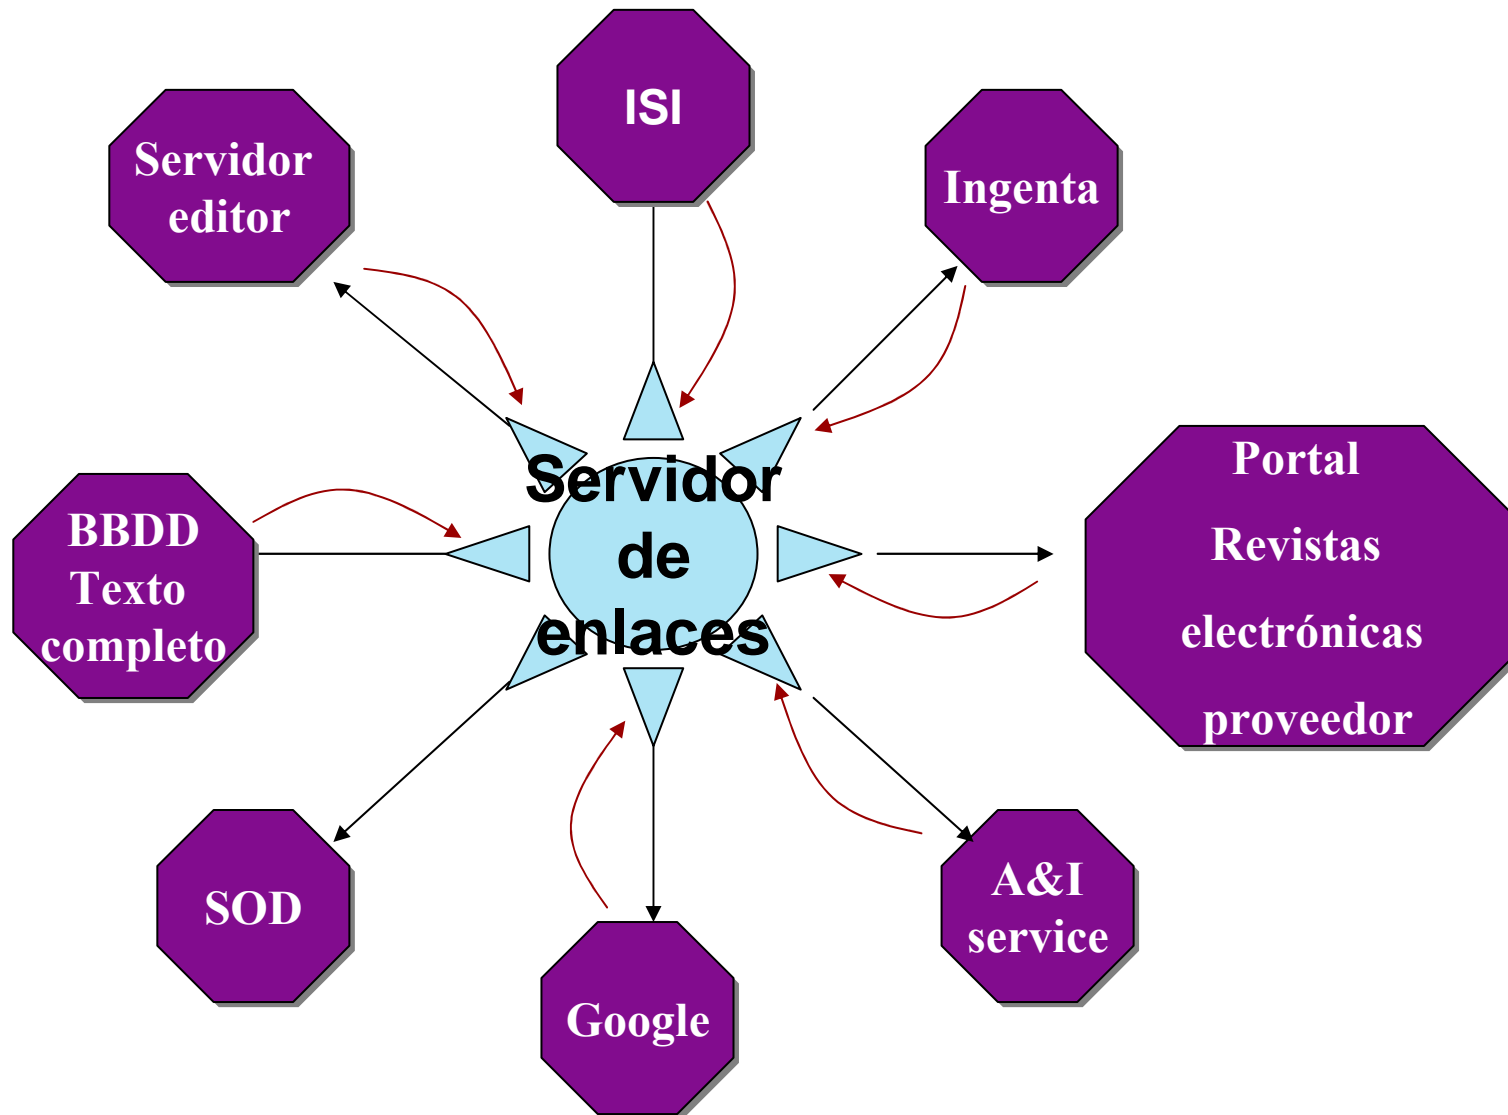 ISI
Servidor
editor
Ingenta
Servidor
de
enlaces
Portal
Revistas
electrónicas
proveedor
BBDD
Texto
completo
SOD
A&I
service
Google